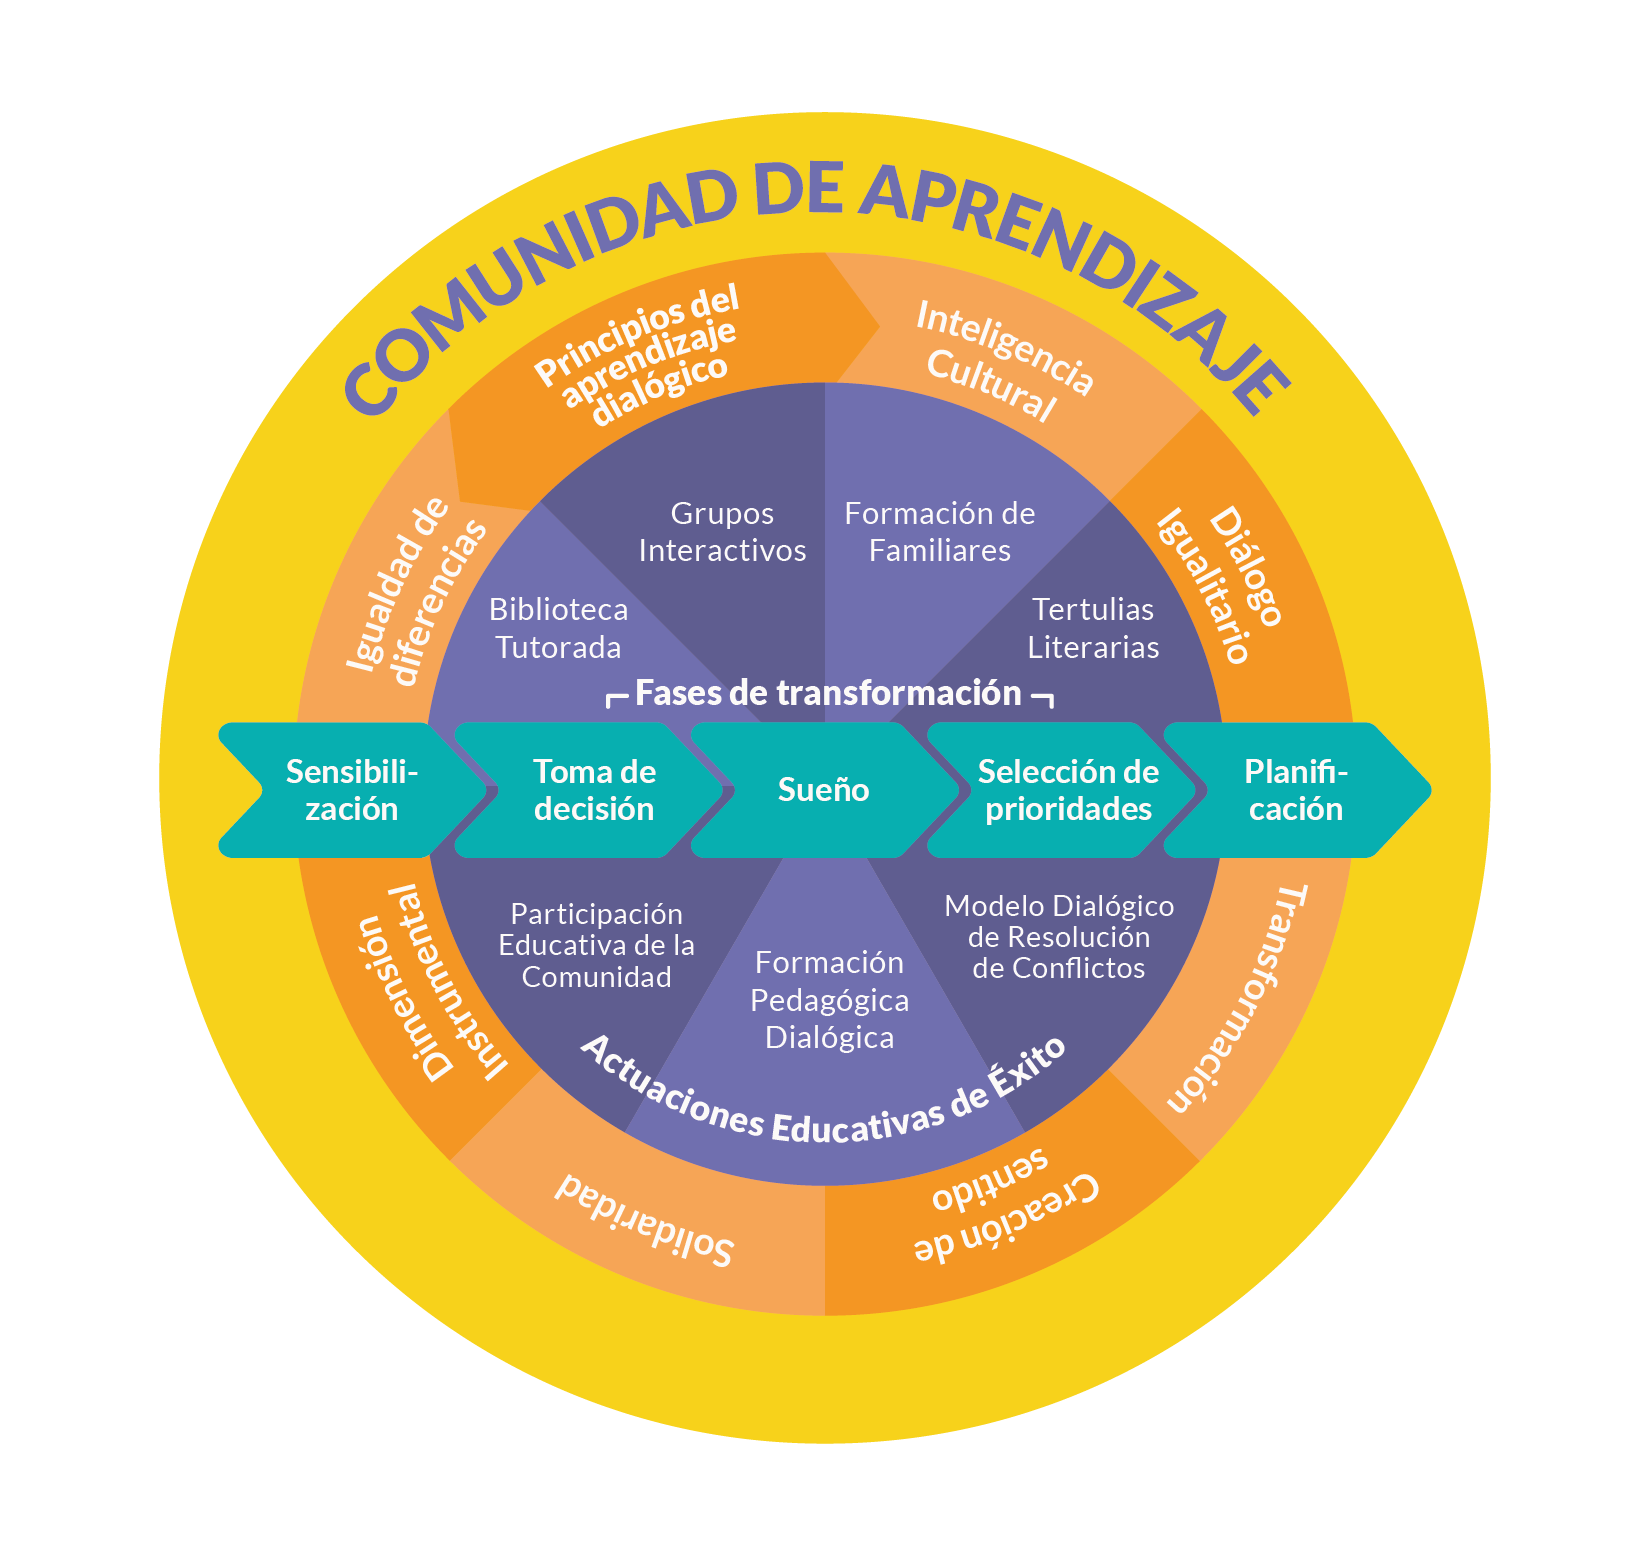 COMUNIDAD DE APRENDIZAJE
Principios del
aprendizaje
dialógico
Inteligencia
Cultural
Diálogo
Igualitario
Transformación
Creación de
sentido
Solidaridad
Dimensión
Instrumental
Igualdad de
diferencias
Grupos
Interactivos
Formación de
Familiares
Biblioteca
Tutorada
Tertulias
Literarias
Fases de transformación
Sensibili-
zación
Toma de
decisión
Sueño
Selección de
prioridades
Planifi-
cación
Participación
Educativa de la
Comunidad
Formación
Pedagógica
Dialógica
Modelo Dialógico
de Resolución
de Conflictos
Actuaciones Educativas de Éxito